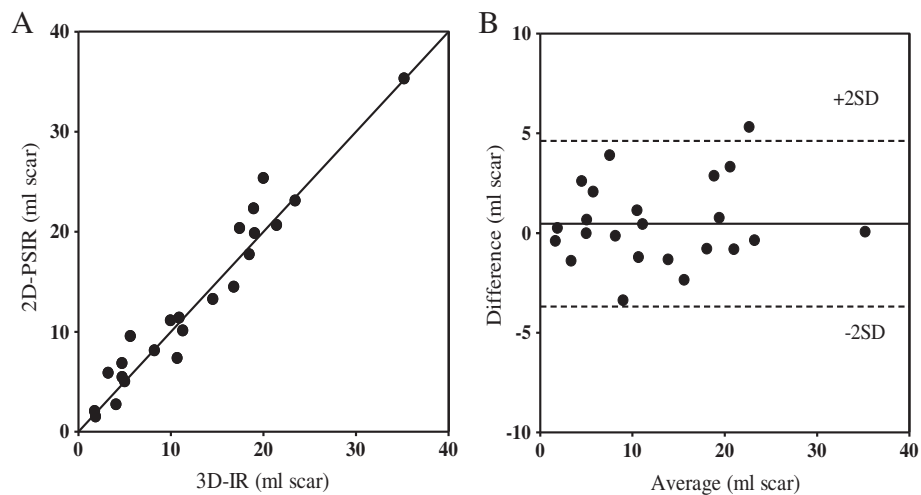 A
40
30
20
10
0
2D-PSIR (ml scar)
0 10 20 30 40
3D-IR (ml scar)
B
10
5
0
-5
-10
Difference (ml scar)
+2SD
-2SD
0 10 20 30 40
Average (ml scar)